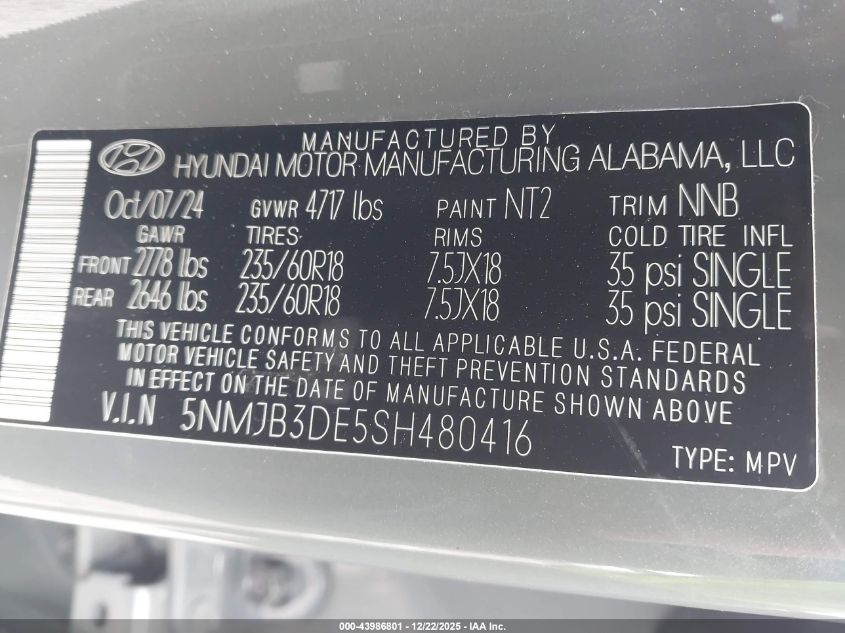 MANUFACTURED BY
HYUNDAI MOTOR MANUFACTURING ALABAMA, LLC
Oct/07/24 GVWR 4717 lbs PAINT NT2 TRIM NNB
GAWR TIRES RIMS COLD TIRE INFL
FRONT 2778 lbs 235/60R18 7.5JX18 35 psi SINGLE
REAR 2646 lbs 235/60R18 7.5JX18 35 psi SINGLE
THIS VEHICLE CONFORMS TO ALL APPLICABLE U.S.A. FEDERAL
MOTOR VEHICLE SAFETY AND THEFT PREVENTION STANDARDS
IN EFFECT ON THE DATE OF MANUFACTURE SHOWN ABOVE.
V.I.N 5NMJB3DE5SH480416
TYPE: MPV
000-43986801 - 12/22/2025 - IAA Inc.